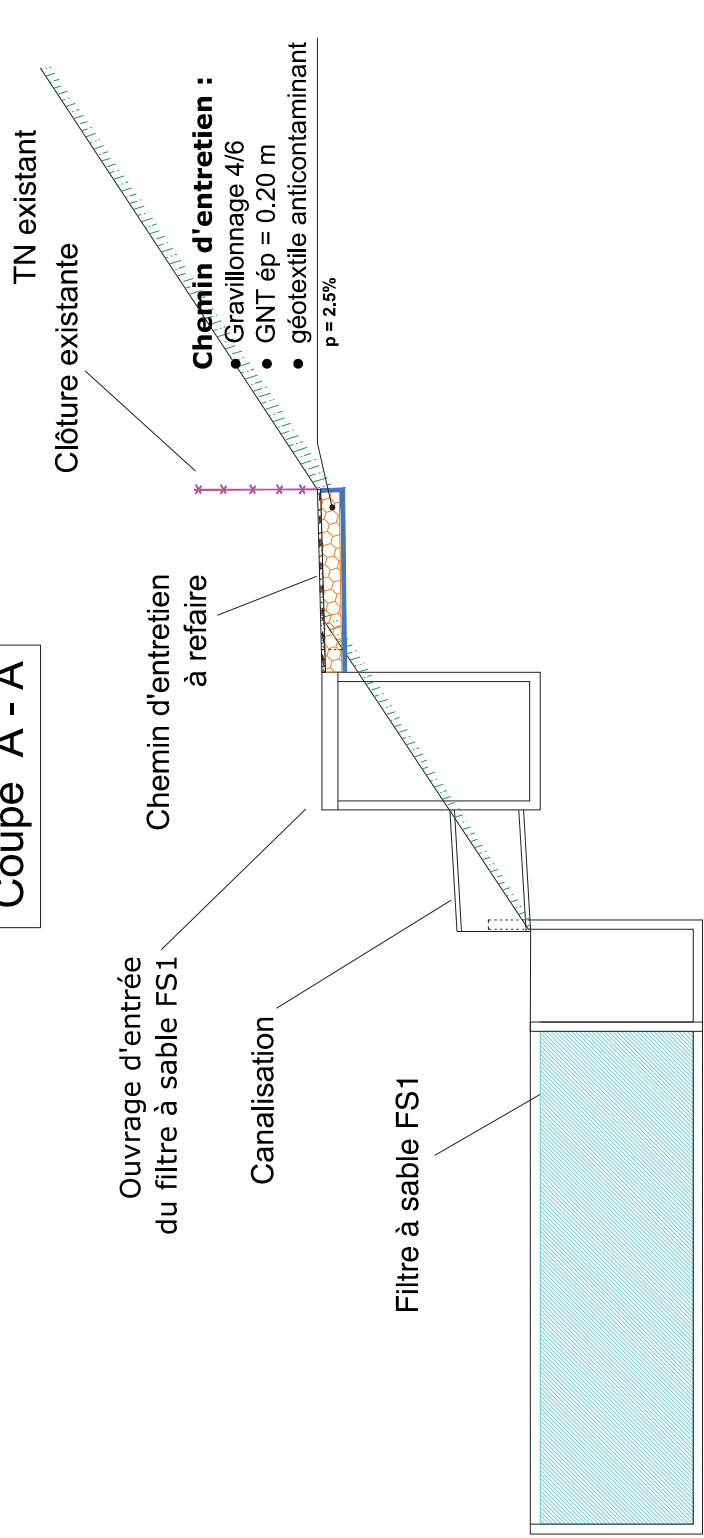 Coupe A - A
TN existant
Clôture existante
Chemin d'entretien :
• Gravillonnage 4/6
• GNT ép = 0.20 m
• géotextile anticontaminant
p = 2.5%
Chemin d'entretien
à refaire
Ouvrage d'entrée
du filtre à sable FS1
Canalisation
Filtre à sable FS1